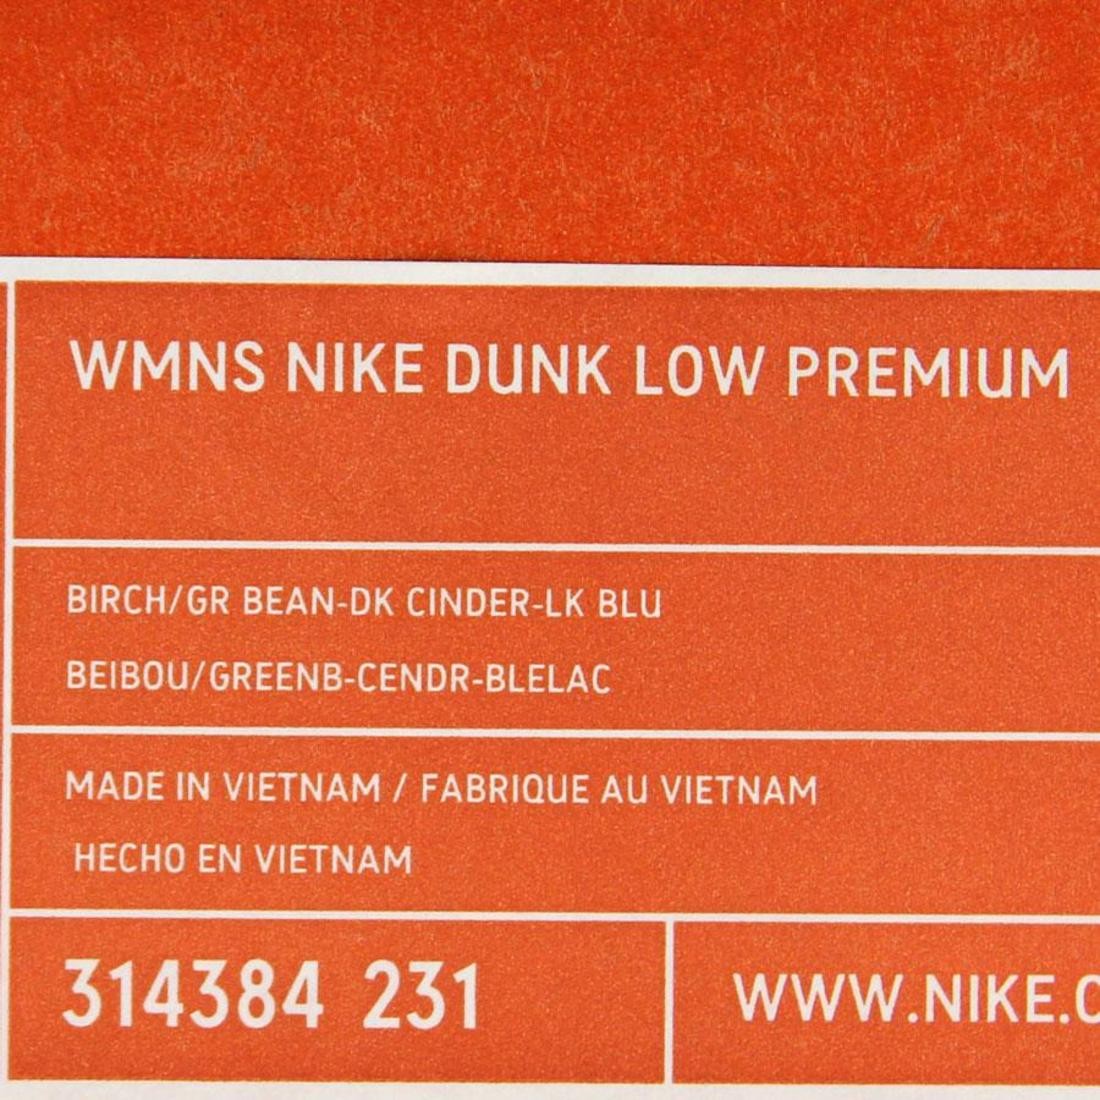 WMNS NIKE DUNK LOW PREMIUM
BIRCH/GR BEAN-DK CINDER-LK BLU
BEIBOU/GREENB-CENDR-BLELAC
MADE IN VIETNAM / FABRIQUE AU VIETNAM
HECHO EN VIETNAM
314384 231
WWW.NIKE.C